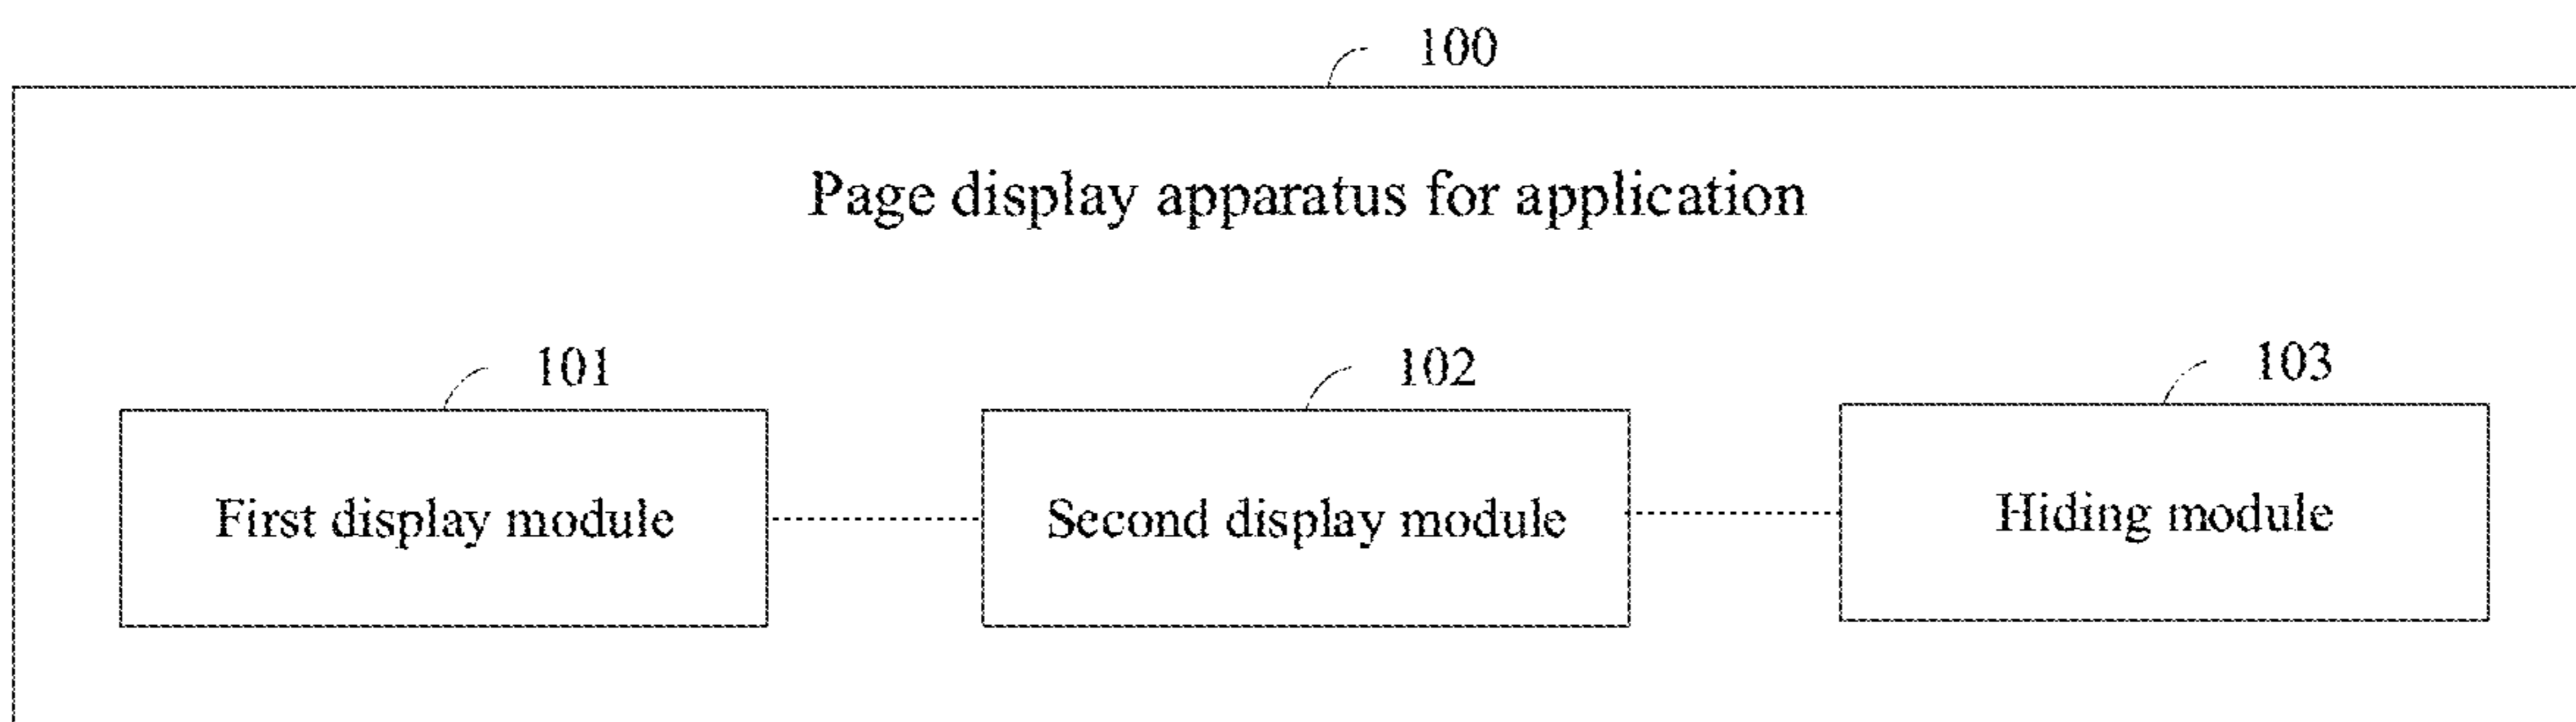 100
Page display apparatus for application
101
102
103
First display module
Second display module
Hiding module